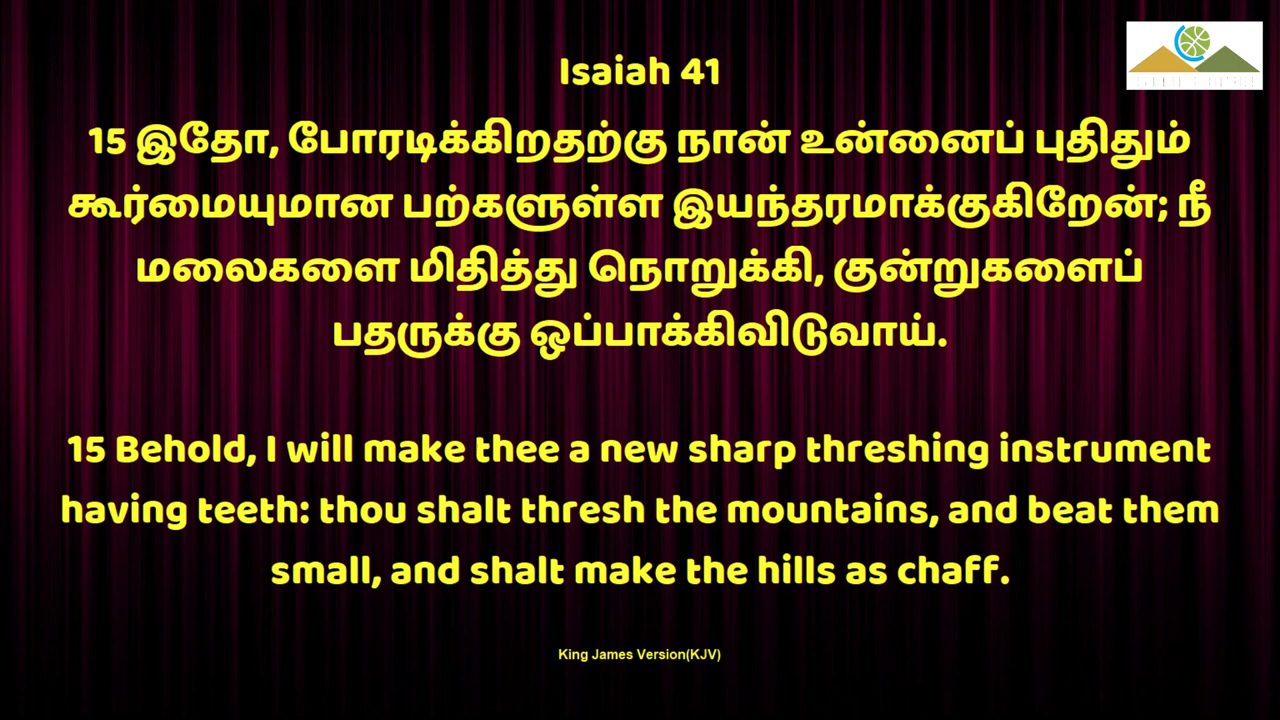 Isaiah 41
15 இதோ, போரடிக்கிறதற்கு நான் உன்னைப் புதிதும்
கூர்மையுமான பற்களுள்ள இயந்தரமாக்குகிறேன்; நீ
மலைகளை மிதித்து நொறுக்கி, குன்றுகளைப்
பதருக்கு ஒப்பாக்கிவிடுவாய்.
15 Behold, I will make thee a new sharp threshing instrument
having teeth: thou shalt thresh the mountains, and beat them
small, and shalt make the hills as chaff.
King James Version(KJV)